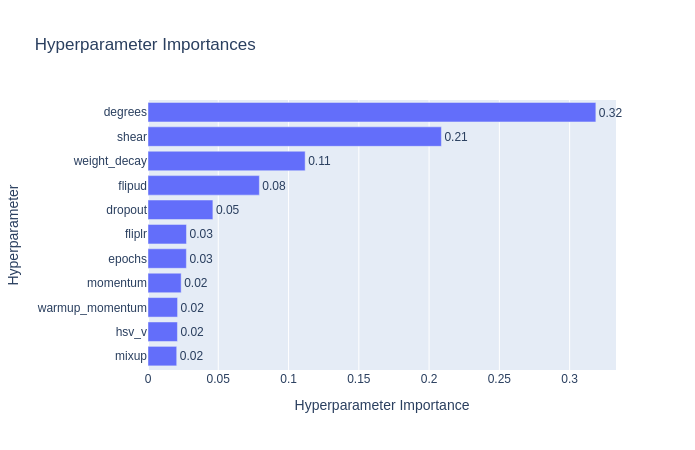 Hyperparameter Importances
degrees 0.32
shear 0.21
weight_decay 0.11
flipud 0.08
dropout 0.05
fliplr 0.03
epochs 0.03
momentum 0.02
warmup_momentum 0.02
hsv_v 0.02
mixup 0.02
0 0.05 0.1 0.15 0.2 0.25 0.3
Hyperparameter Importance
Hyperparameter